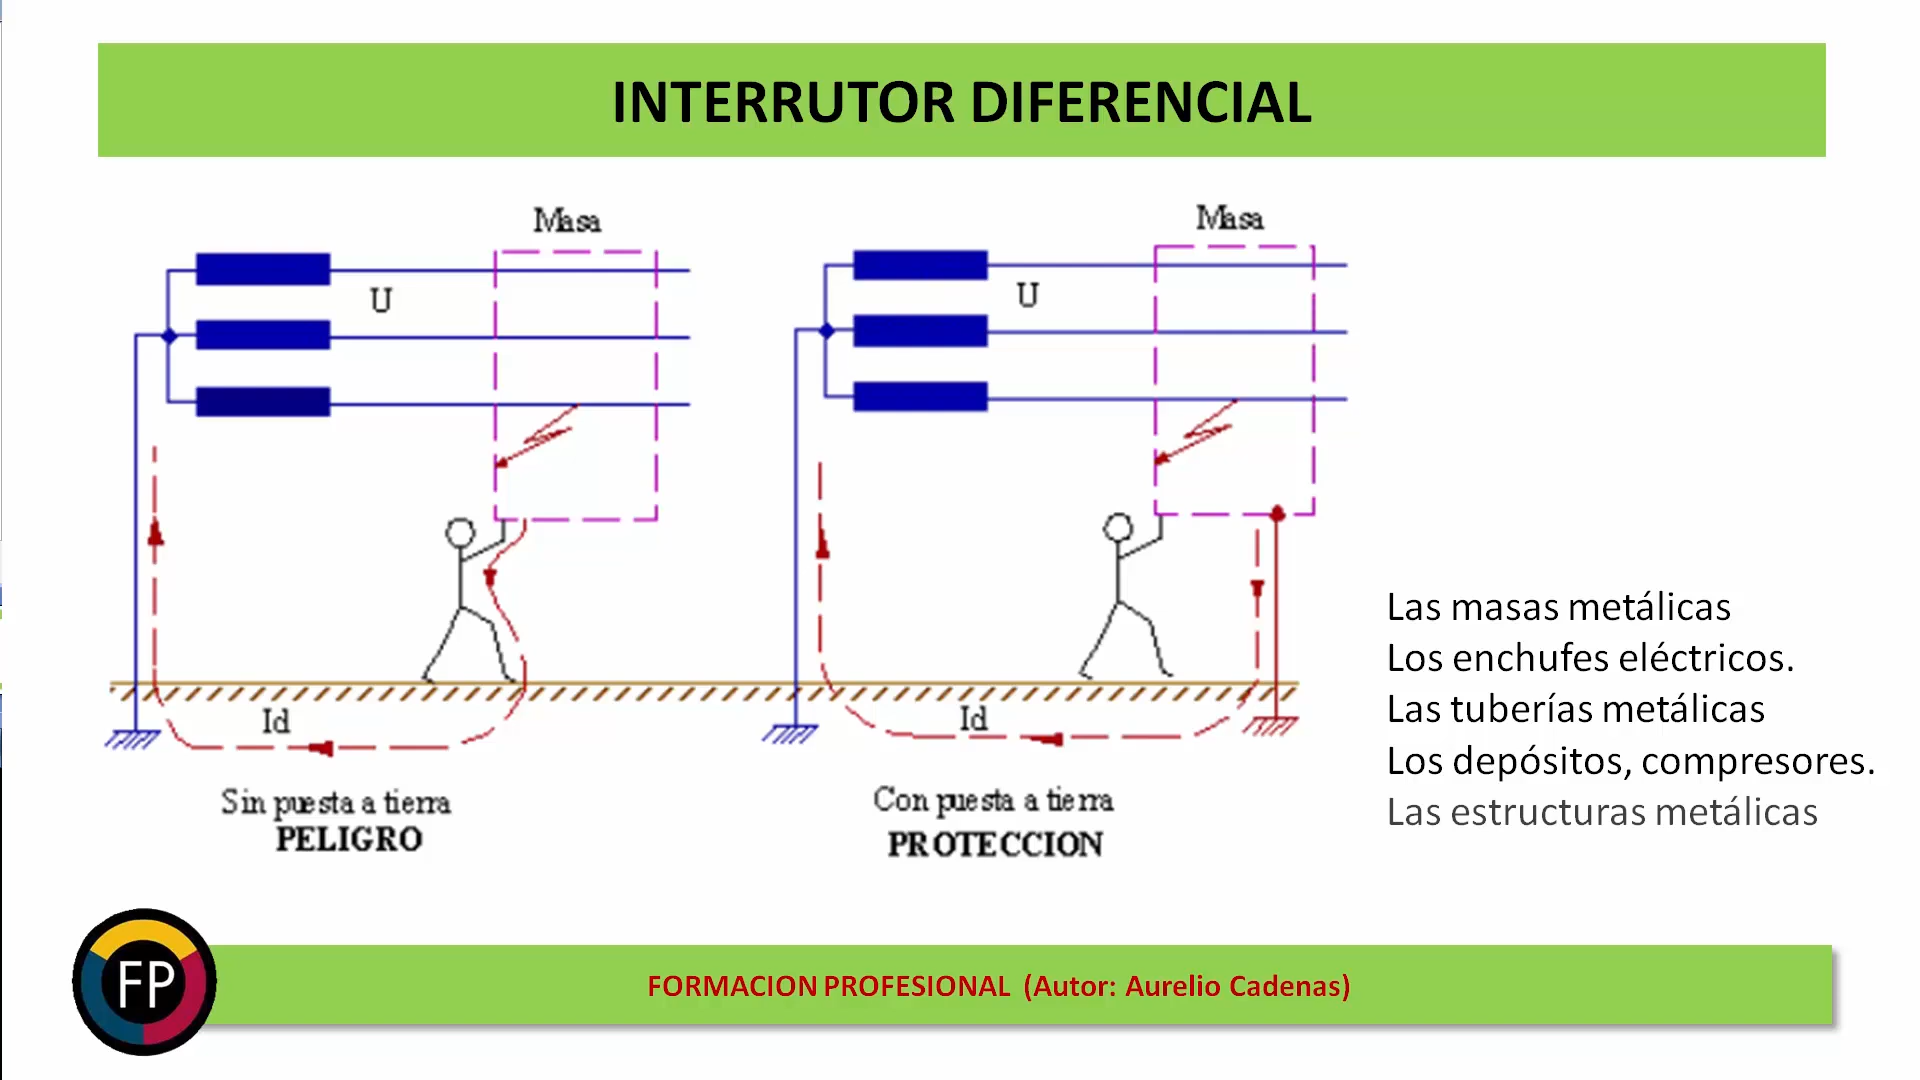 INTERRUTOR DIFERENCIAL
Masa
U
Id
Sin puesta a tierra
PELIGRO
Masa
U
Id
Con puesta a tierra
PROTECCION
Las masas metálicas
Los enchufes eléctricos.
Las tuberías metálicas
Los depósitos, compresores.
Las estructuras metálicas
FP
FORMACION PROFESIONAL (Autor: Aurelio Cadenas)